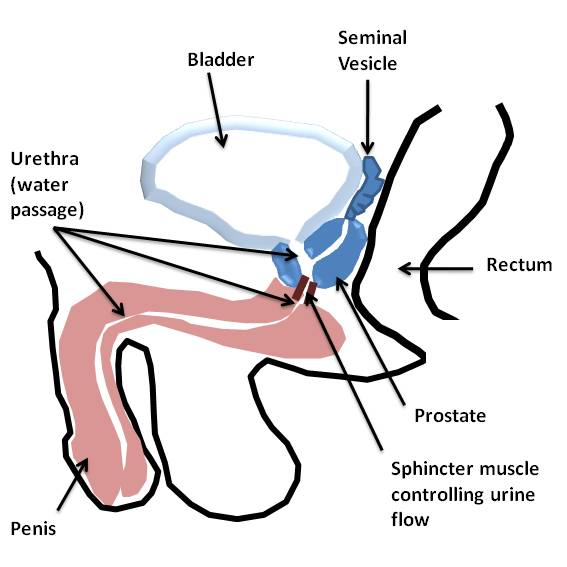 Seminal
Vesicle
Bladder
Urethra
(water
passage)
Rectum
Prostate
Sphincter muscle
controlling urine
flow
Penis